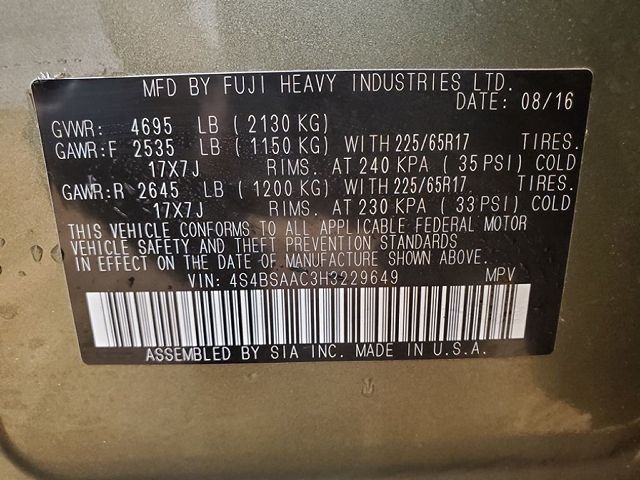 MFD BY FUJI HEAVY INDUSTRIES LTD.
DATE: 08/16
GVWR: 4695 LB ( 2130 KG)
GAWR:F 2535 LB ( 1150 KG) WITH 225/65R17 TIRES.
17X7J RIMS. AT 240 KPA ( 35 PSI) COLD
GAWR:R 2645 LB ( 1200 KG) WITH 225/65R17 TIRES.
17X7J RIMS. AT 230 KPA ( 33 PSI) COLD
THIS VEHICLE CONFORMS TO ALL APPLICABLE FEDERAL MOTOR
VEHICLE SAFETY AND THEFT PREVENTION STANDARDS
IN EFFECT ON THE DATE OF MANUFACTURE SHOWN ABOVE.
VIN: 4S4BSAAC3H3229649 MPV
ASSEMBLED BY SIA INC. MADE IN U.S.A.